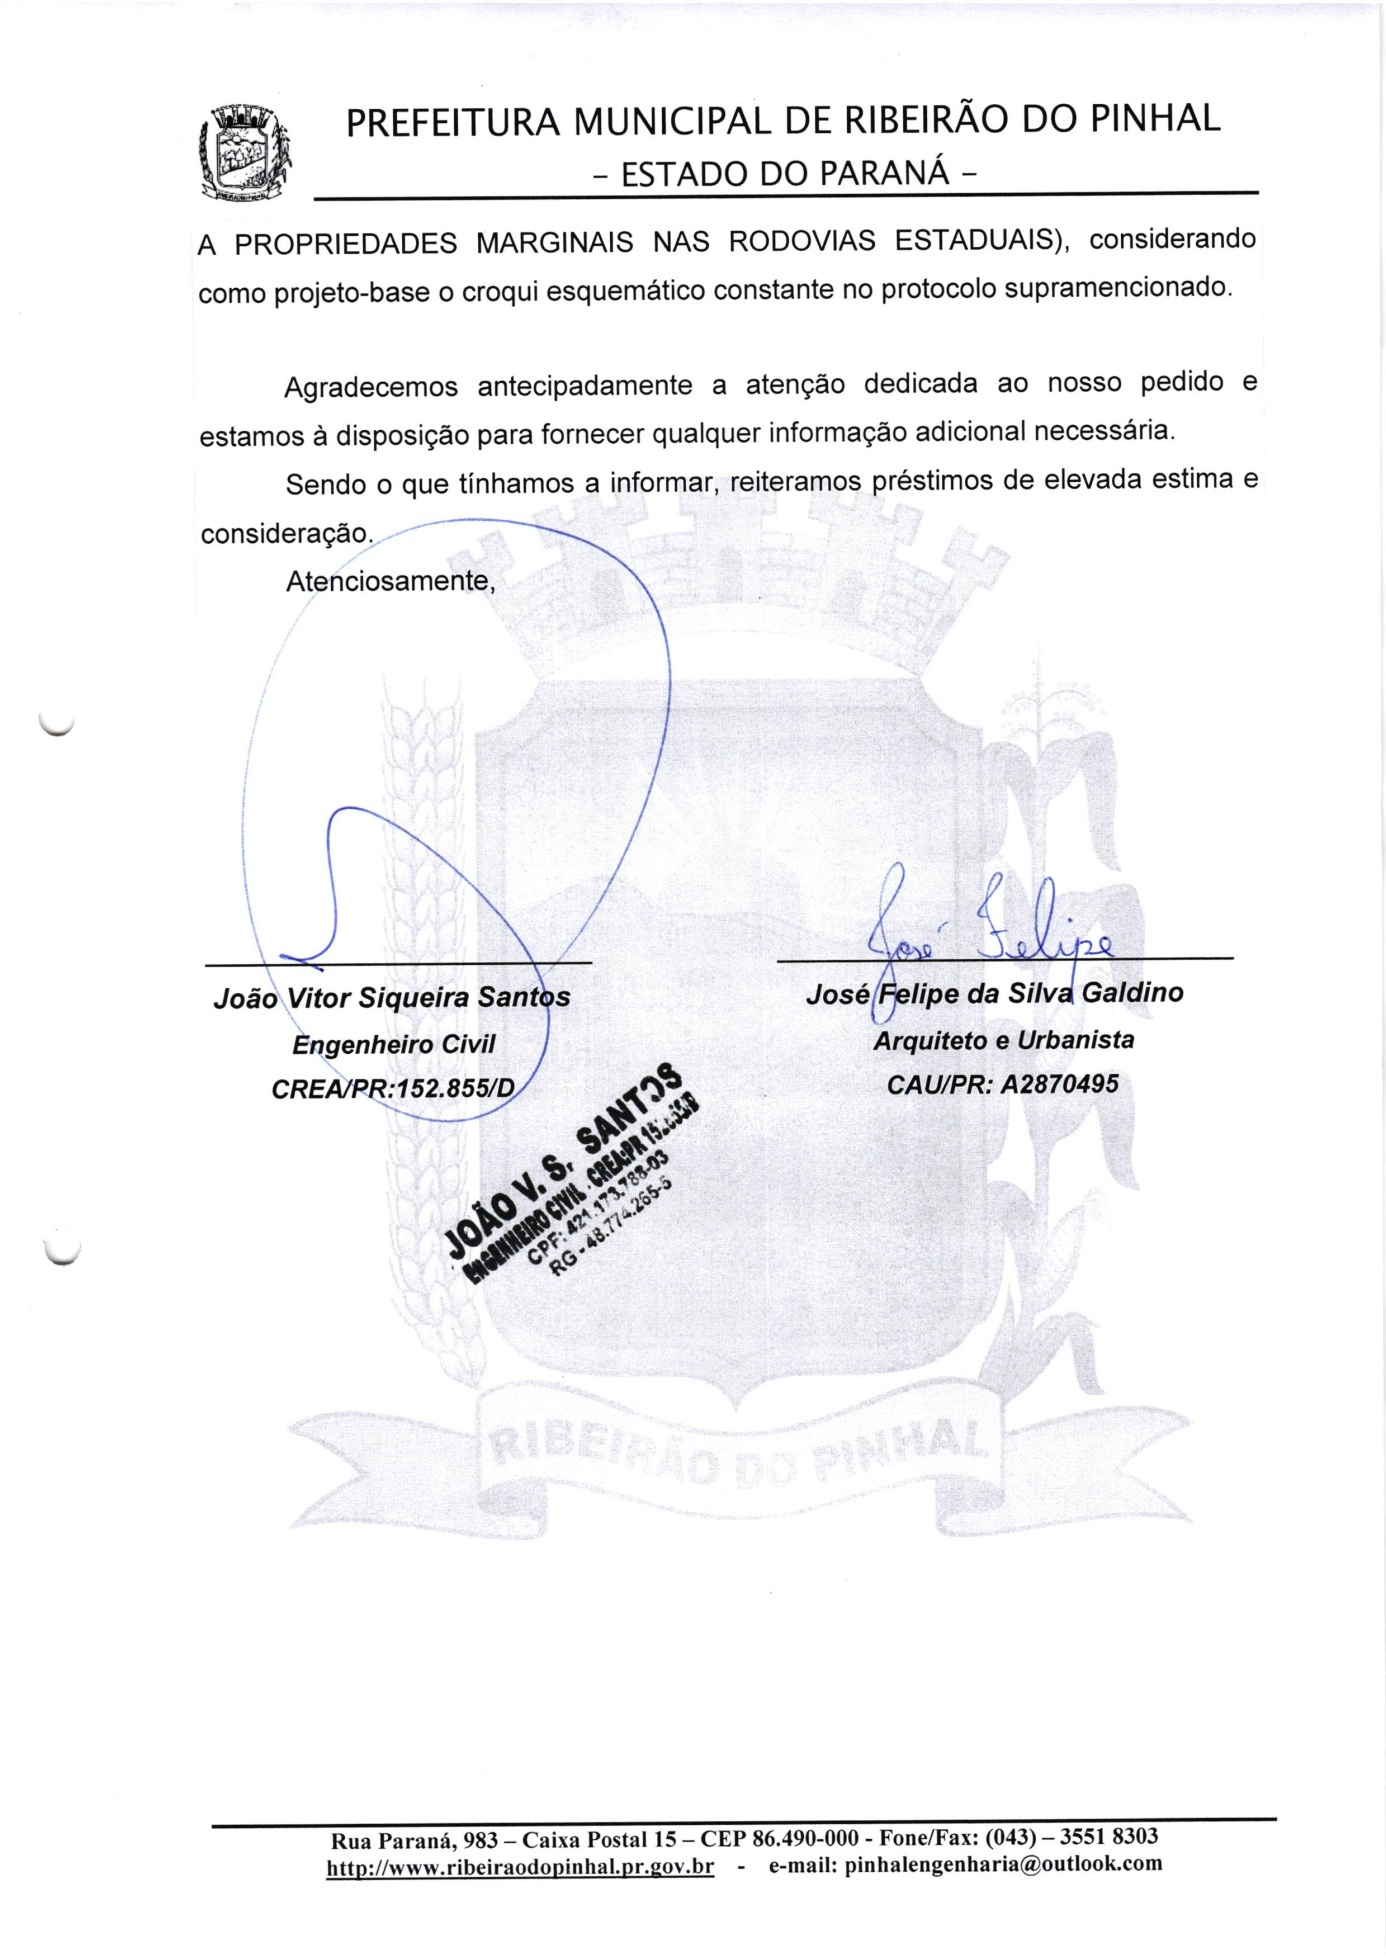 PREFEITURA MUNICIPAL DE RIBEIRÃO DO PINHAL
– ESTADO DO PARANÁ –
A PROPRIEDADES MARGINAIS NAS RODOVIAS ESTADUAIS), considerando
como projeto-base o croqui esquemático constante no protocolo supramencionado.
Agradecemos antecipadamente a atenção dedicada ao nosso pedido e
estamos à disposição para fornecer qualquer informação adicional necessária.
Sendo o que tínhamos a informar, reiteramos préstimos de elevada estima e
consideração.
Atenciosamente,
José Felipe
João Vitor Siqueira Santos
Engenheiro Civil
CREA/PR:152.855/D
José Felipe da Silva Galdino
Arquiteto e Urbanista
CAU/PR: A2870495
JOÃO V. S. SANTOS
ENGENHEIRO CIVIL . CREA:PR 152.855/D
CPF: 421.173.788-03
RG - 48.774.265-5
RIBEIRÃO DO PINHAL
Rua Paraná, 983 – Caixa Postal 15 – CEP 86.490-000 - Fone/Fax: (043) – 3551 8303
http://www.ribeiraodopinhal.pr.gov.br - e-mail: pinhalengenharia@outlook.com